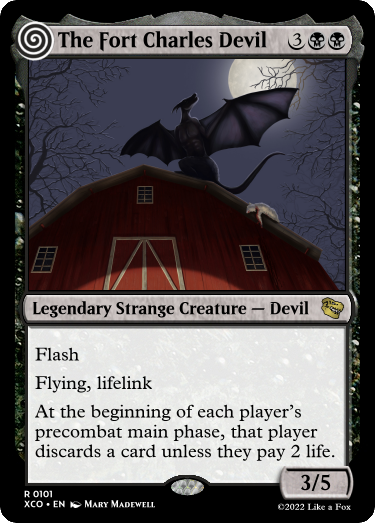 The Fort Charles Devil 3
Legendary Strange Creature — Devil
Flash
Flying, lifelink
At the beginning of each player's
precombat main phase, that player
discards a card unless they pay 2 life.
3/5
R 0101
XCO • EN Mary Madewell
©2022 Like a Fox